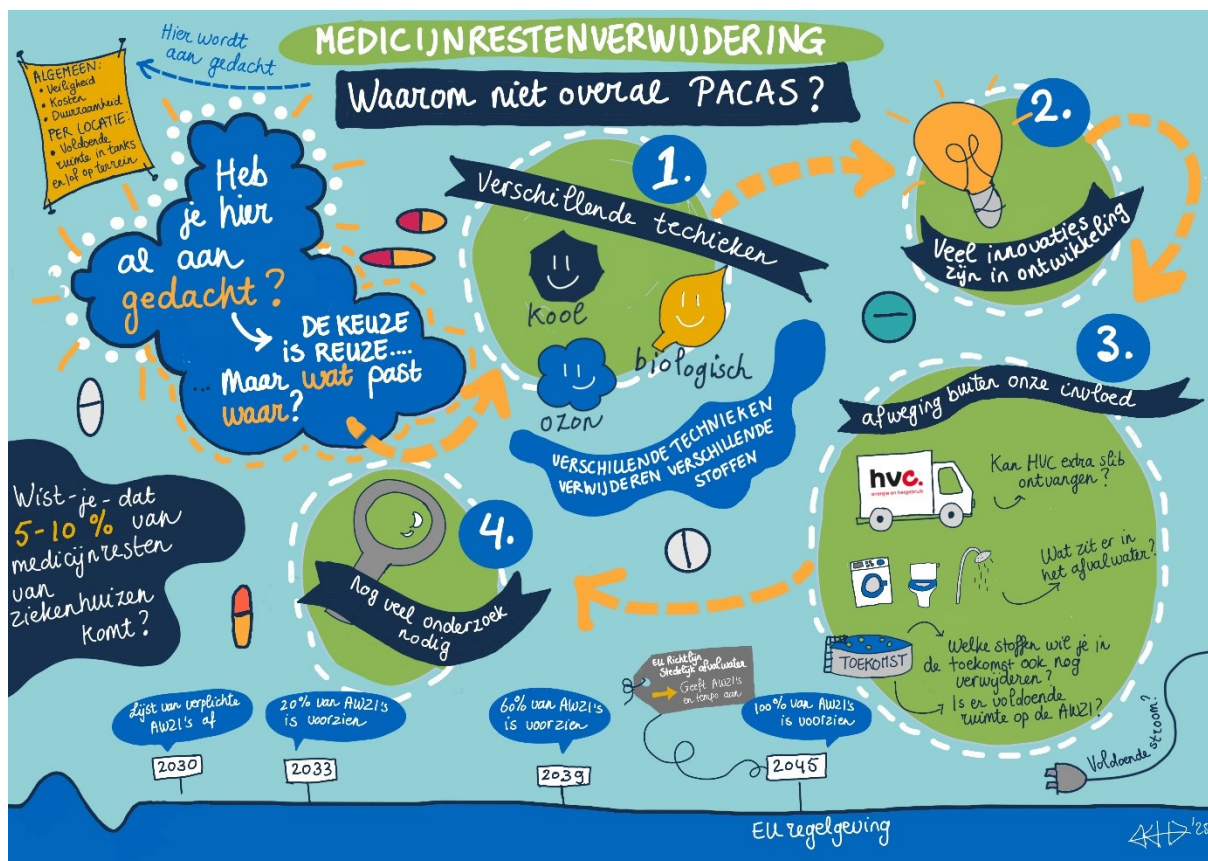 MEDICIJNRESTENVERWIJDERING
Waarom niet overal PACAS?
Hier wordt
aan gedacht
ALGEMEEN:
• Veiligheid
• Kosten
• Duurzaamheid
PER LOCATIE:
• Voldoende
ruimte in tanks
en/of op terrein
Heb
je hier
al aan
gedacht?
DE KEUZE
IS REUZE....
... Maar wat past
waar?
1.
Verschillende techieken
kool
biologisch
ozon
VERSCHILLENDE TECHNIEKEN
VERWIJDEREN VERSCHILLENDE
STOFFEN
2.
Veel innovaties
zijn in ontwikkeling
3.
afweging buiten onze invloed
hvc.
energie en hergebruik
Kan HVC extra slib
ontvangen?
Wat zit er in
het afvalwater?
TOEKOMST
Welke stoffen wil je in
de toekomst ook nog
verwijderen?
Is er voldoende
ruimte op de AWZI?
Voldoende stroom?
4.
nog veel onderzoek
nodig
Wist-je-dat
5-10% van
medicijnresten
van
ziekenhuizen
komt?
EU Richtlijn
Stedelijk afvalwater
Geeft AWZI's
en tempo aan
Lijst van verplichte
AWZI's af
2030
20% van AWZI's
is voorzien
2033
60% van AWZI's
is voorzien
2039
100% van AWZI's
is voorzien
2045
EU regelgeving